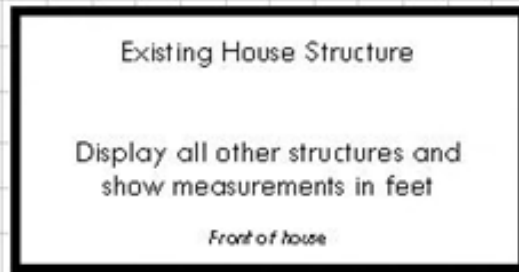 Existing House Structure
Display all other structures and
show measurements in feet
Front of house